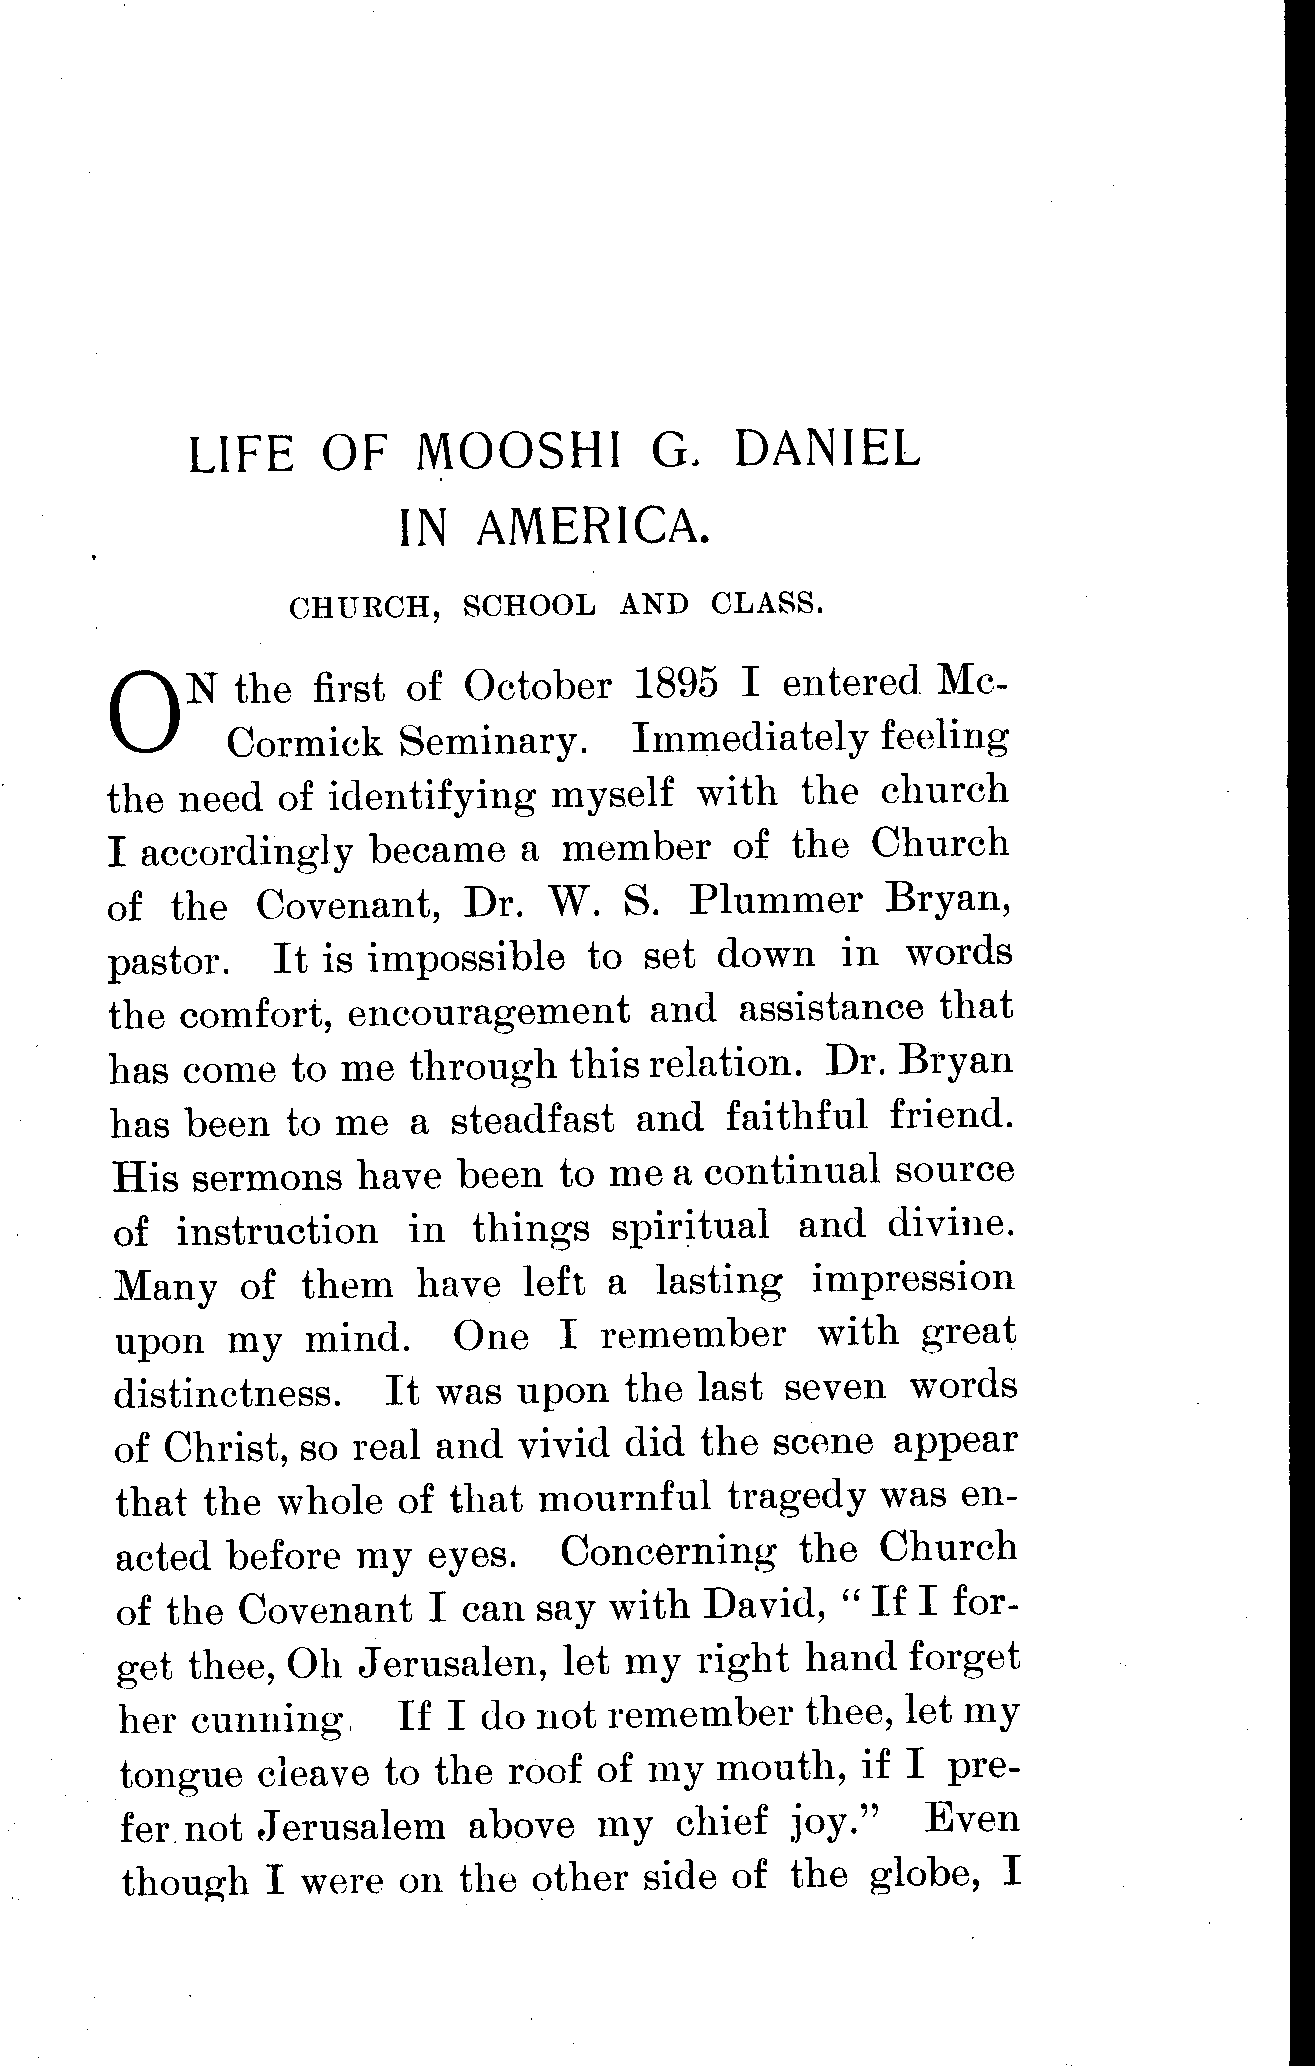 LIFE OF MOOSHI G. DANIEL
IN AMERICA.
CHURCH, SCHOOL AND CLASS.
ON the first of October 1895 I entered Mc-
Cormick Seminary. Immediately feeling
the need of identifying myself with the church
I accordingly became a member of the Church
of the Covenant, Dr. W. S. Plummer Bryan,
pastor. It is impossible to set down in words
the comfort, encouragement and assistance that
has come to me through this relation. Dr. Bryan
has been to me a steadfast and faithful friend.
His sermons have been to me a continual source
of instruction in things spiritual and divine.
Many of them have left a lasting impression
upon my mind. One I remember with great
distinctness. It was upon the last seven words
of Christ, so real and vivid did the scene appear
that the whole of that mournful tragedy was en-
acted before my eyes. Concerning the Church
of the Covenant I can say with David, “ If I for-
get thee, Oh Jerusalen, let my right hand forget
her cunning. If I do not remember thee, let my
tongue cleave to the roof of my mouth, if I pre-
fer not Jerusalem above my chief joy.” Even
though I were on the other side of the globe, I